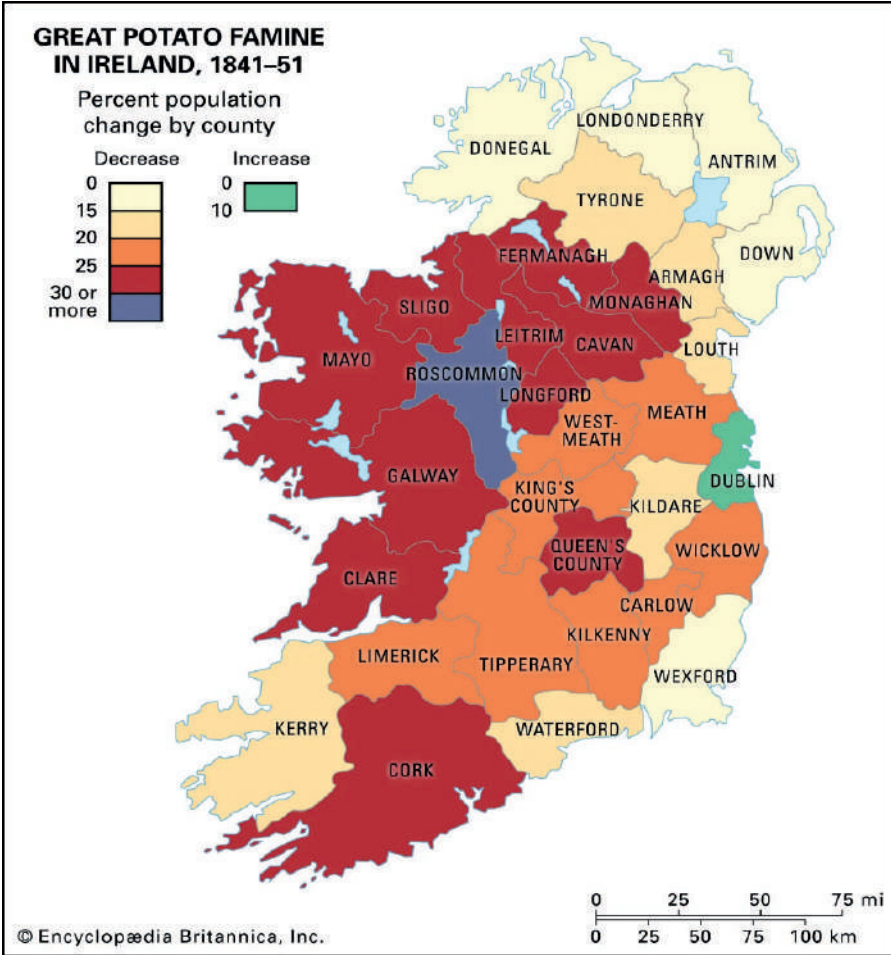 GREAT POTATO FAMINE
IN IRELAND, 1841–51
Percent population
change by county
Decrease
Increase
0
15
20
25
30 or
more
0
10
LONDONDERRY
DONEGAL
ANTRIM
TYRONE
DOWN
FERMANAGH
ARMAGH
MONAGHAN
SLIGO
LEITRIM
CAVAN
LOUTH
MAYO
ROSCOMMON
LONGFORD
MEATH
WEST-
MEATH
GALWAY
DUBLIN
KING'S
COUNTY
KILDARE
QUEEN'S
COUNTY
WICKLOW
CLARE
CARLOW
KILKENNY
LIMERICK
TIPPERARY
WEXFORD
KERRY
WATERFORD
CORK
0 25 50 75 mi
0 25 50 75 100 km
© Encyclopædia Britannica, Inc.